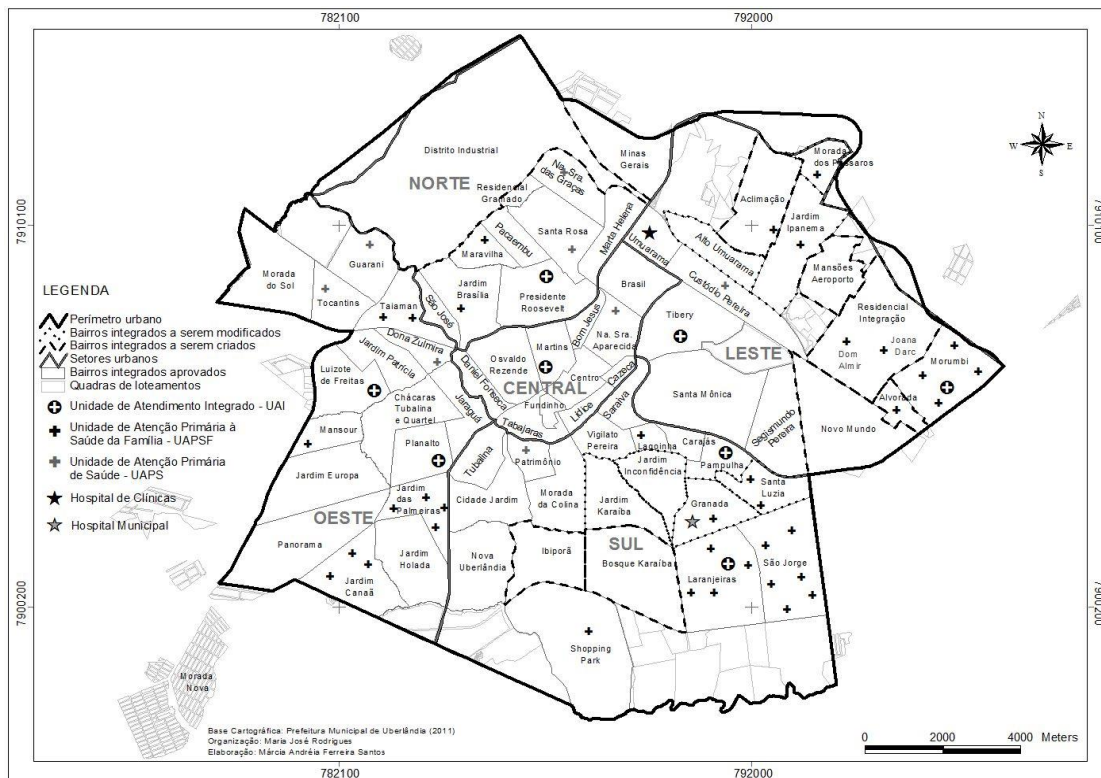 782100
792000
7910100
7910100
7900200
7900200
N
W
E
S
NORTE
Distrito Industrial
Minas
Gerais
Morada
dos Pássaros
Na. Sra.
das Graças
Residencial
Gramado
Aclimação
Jardim
Ipanema
Pacaembu
Santa Rosa
Marta Helena
Umuarama
Alto Umuarama
Maravilha
Guarani
Morada
do Sol
Tocantins
Taiaman
São José
Jardim
Brasília
Presidente
Roosevelt
Brasil
Custódio Pereira
Mansões
Aeroporto
Residencial
Integração
Tibery
Dom
Almir
Joana
Darc
Morumbi
Alvorada
Novo Mundo
LESTE
Dona Zulmira
Jardim Patrícia
Luizote
de Freitas
Daniel Fonseca
Osvaldo
Rezende
Martins
Bom Jesus
Na. Sra.
Aparecida
Centro
CENTRAL
Cazeca
Fundinho
Lídice
Tabajaras
Saraiva
Santa Mônica
Segismundo
Pereira
Chácaras
Tubalina
e Quartel
Jaraguá
Mansour
Planalto
Tubalina
Patrimônio
Vigilato
Pereira
Lagoinha
Carajás
Pampulha
Jardim
Inconfidência
Santa
Luzia
Jardim Europa
Jardim
das
Palmeiras
Cidade Jardim
Morada
da Colina
Jardim
Karaíba
Granada
OESTE
Panorama
Jardim
Holada
Nova
Uberlândia
Ibiporã
SUL
Bosque Karaíba
Laranjeiras
São Jorge
Jardim
Canaã
Shopping
Park
Morada
Nova
LEGENDA
Perímetro urbano
Bairros integrados a serem modificados
Bairros integrados a serem criados
Setores urbanos
Bairros integrados aprovados
Quadras de loteamentos
Unidade de Atendimento Integrado - UAI
Unidade de Atenção Primária à
Saúde da Família - UAPSF
Unidade de Atenção Primária
de Saúde - UAPS
Hospital de Clínicas
Hospital Municipal
Base Cartográfica: Prefeitura Municipal de Uberlândia (2011)
Organização: Maria José Rodrigues
Elaboração: Márcia Andréia Ferreira Santos
0 2000 4000 Meters
782100
792000